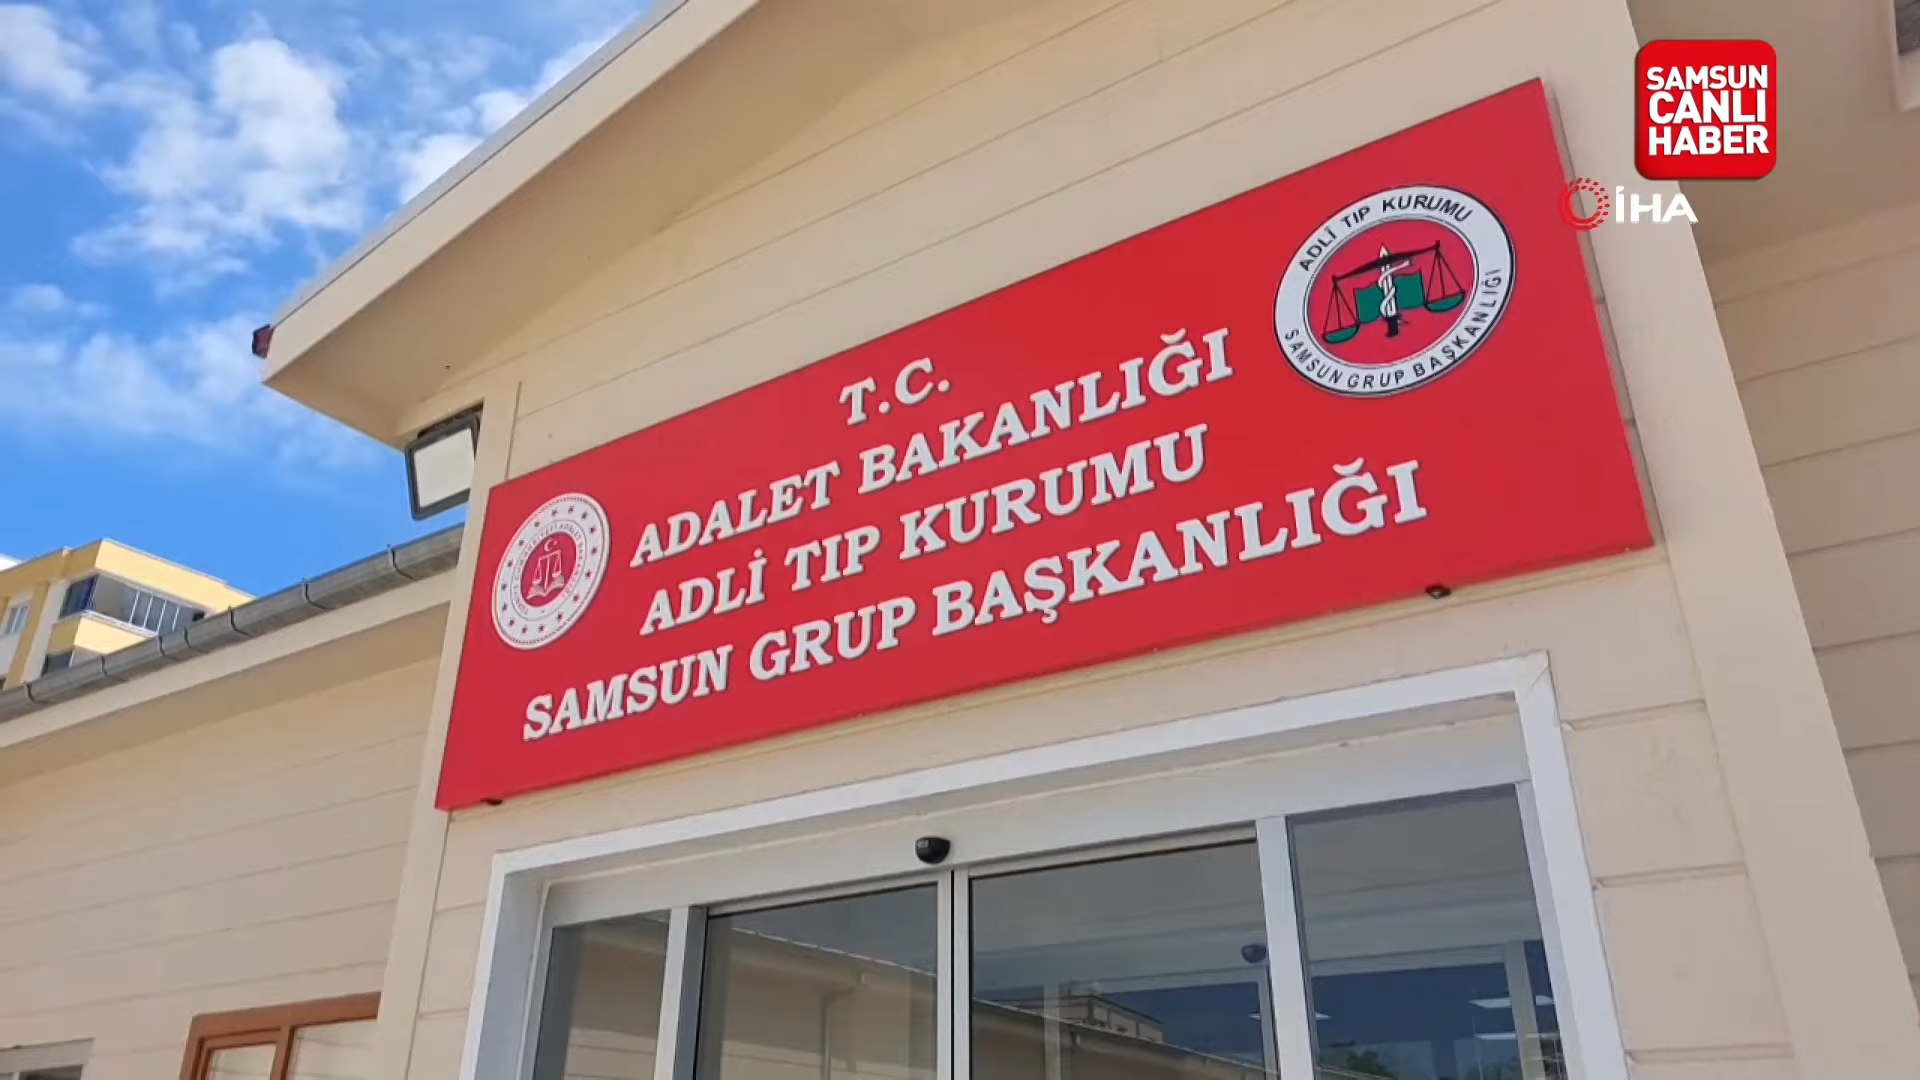 SAMSUN
CANLI
HABER
İHA
T.C.
ADALET BAKANLIĞI
ADLİ TIP KURUMU
SAMSUN GRUP BAŞKANLIĞI
ADLİ TIP KURUMU
SAMSUN GRUP BAŞKANLIĞI